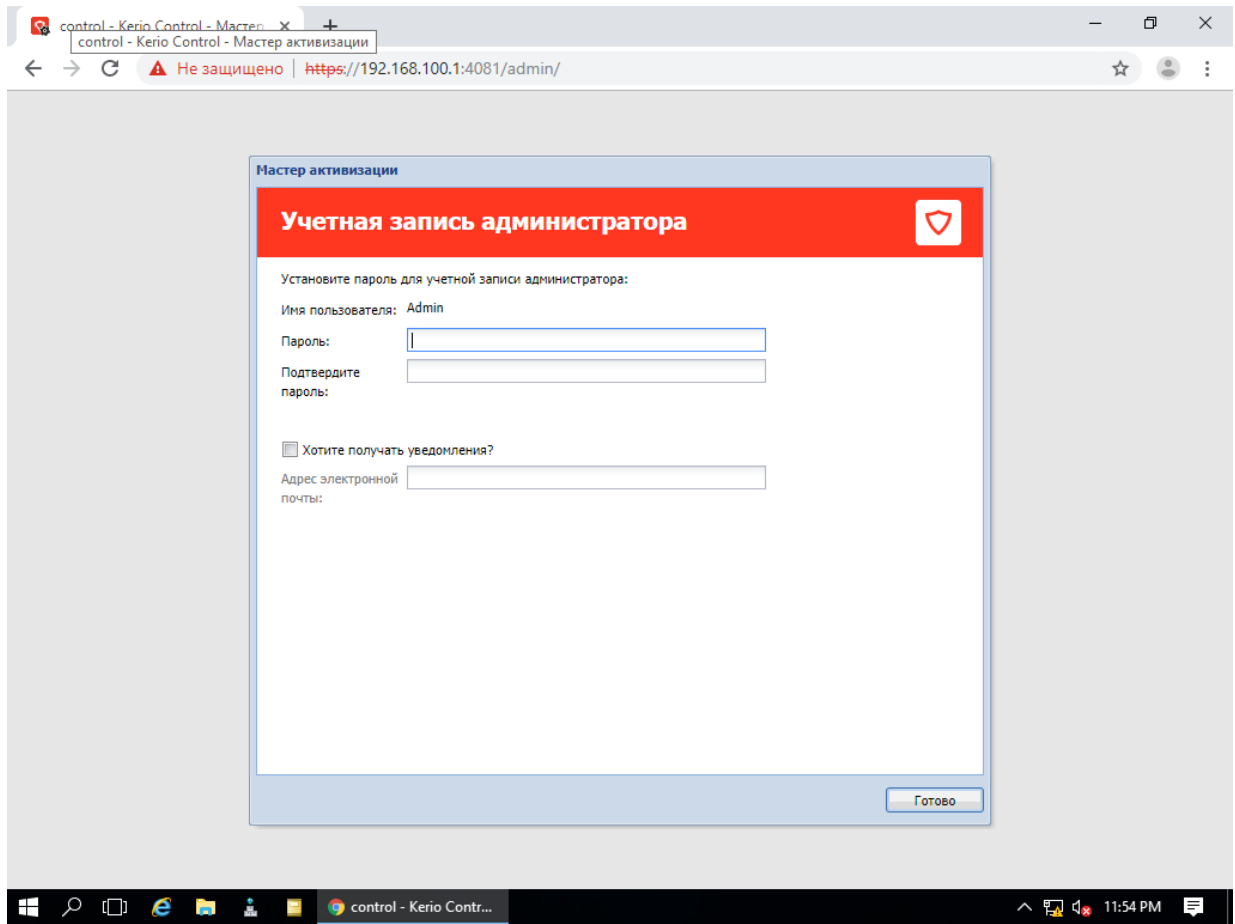 control - Kerio Control - Мастер
control - Kerio Control - Мастер активизации
Не защищено | https://192.168.100.1:4081/admin/
Мастер активизации
Учетная запись администратора
Установите пароль для учетной записи администратора:
Имя пользователя: Admin
Пароль:
Подтвердите
пароль:
Хотите получать уведомления?
Адрес электронной
почты:
Готово
control - Kerio Contr...
11:54 PM